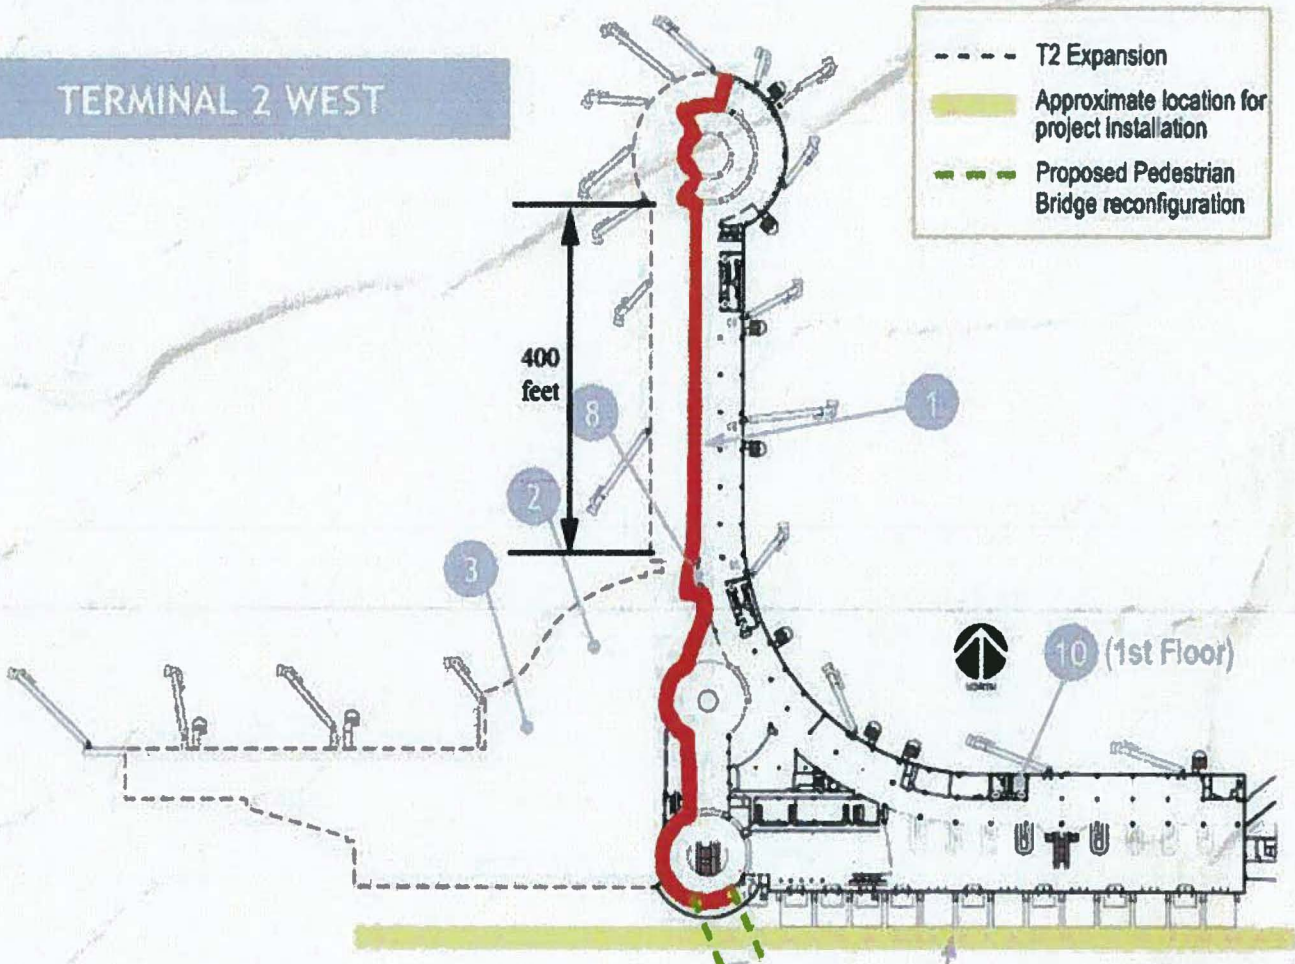 TERMINAL 2 WEST
T2 Expansion
Approximate location for
project installation
Proposed Pedestrian
Bridge reconfiguration
400
feet
8
1
2
3
10 (1st Floor)
NORTH